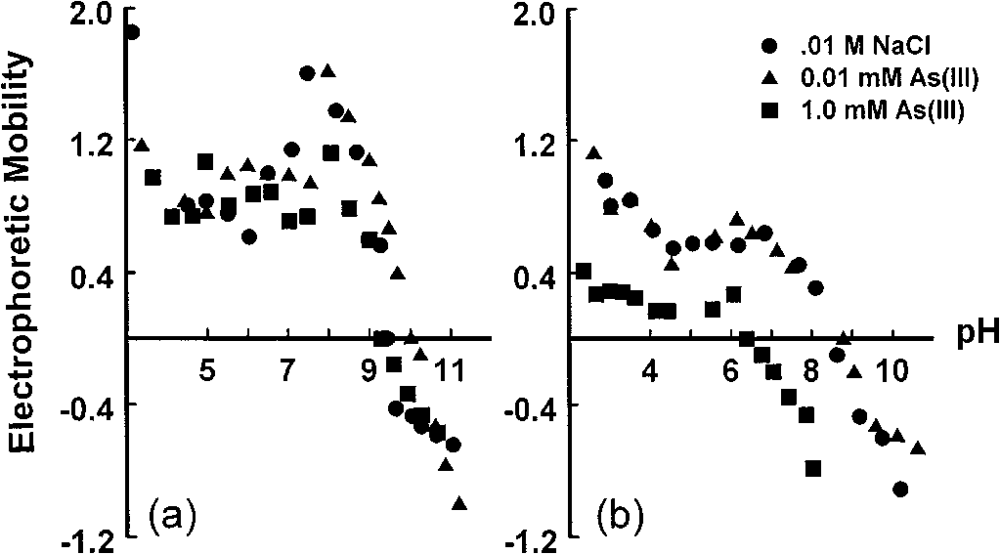 Electrophoretic Mobility
2.0
1.2
0.4
-0.4
-1.2
5 7 9 11
(a)
2.0
1.2
0.4
-0.4
-1.2
4 6 8 10
pH
(b)
.01 M NaCl
0.01 mM As(III)
1.0 mM As(III)